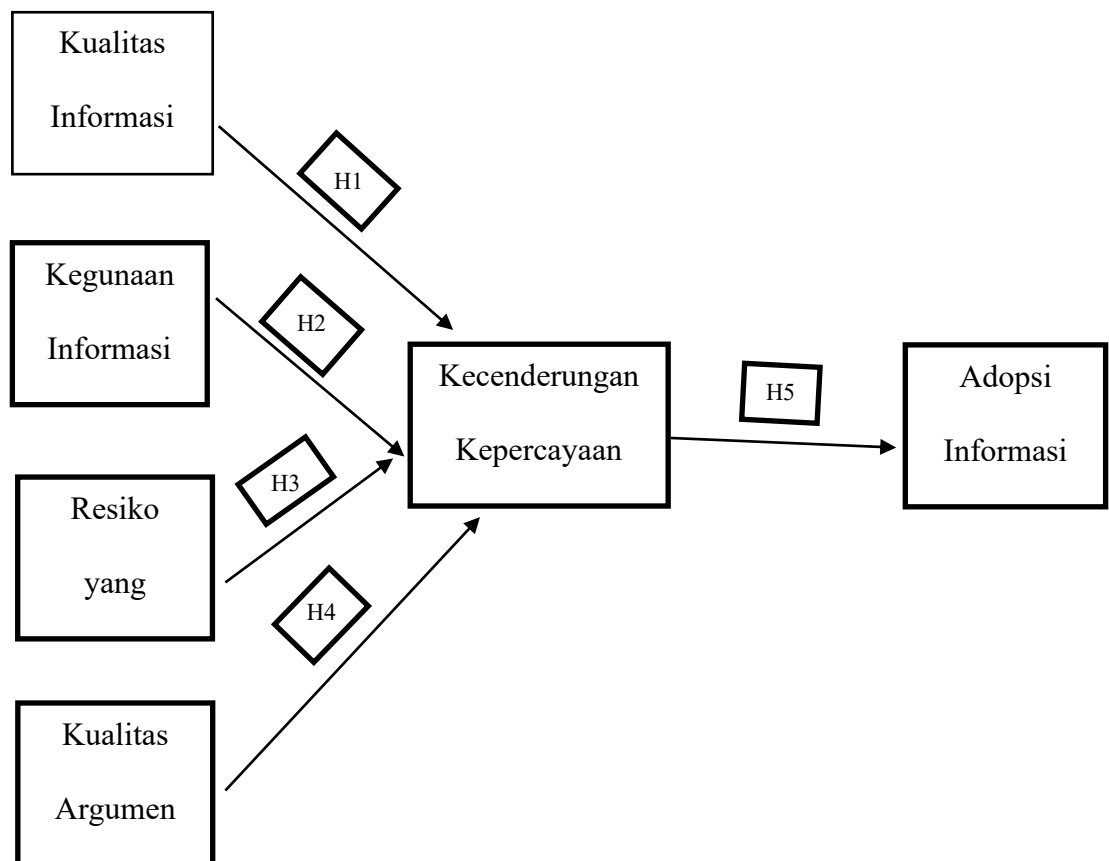 Kualitas
Informasi
H1
Kegunaan
Informasi
H2
Kecenderungan
Kepercayaan
H5
Adopsi
Informasi
Resiko
yang
H3
H4
Kualitas
Argumen